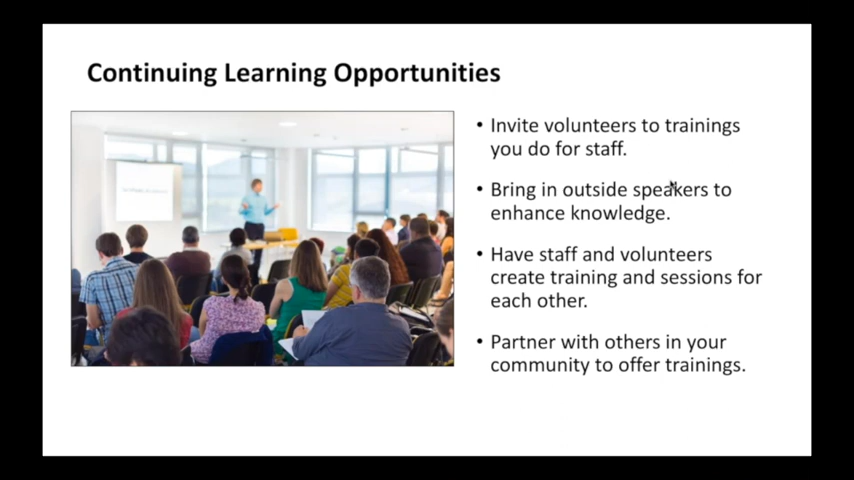 Continuing Learning Opportunities
• Invite volunteers to trainings
you do for staff.
• Bring in outside speakers to
enhance knowledge.
• Have staff and volunteers
create training and sessions for
each other.
• Partner with others in your
community to offer trainings.